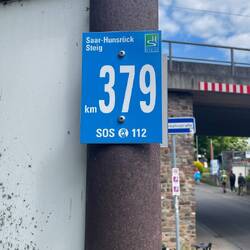 Saar-Hunsrück
Steig
km 379
SOS 112